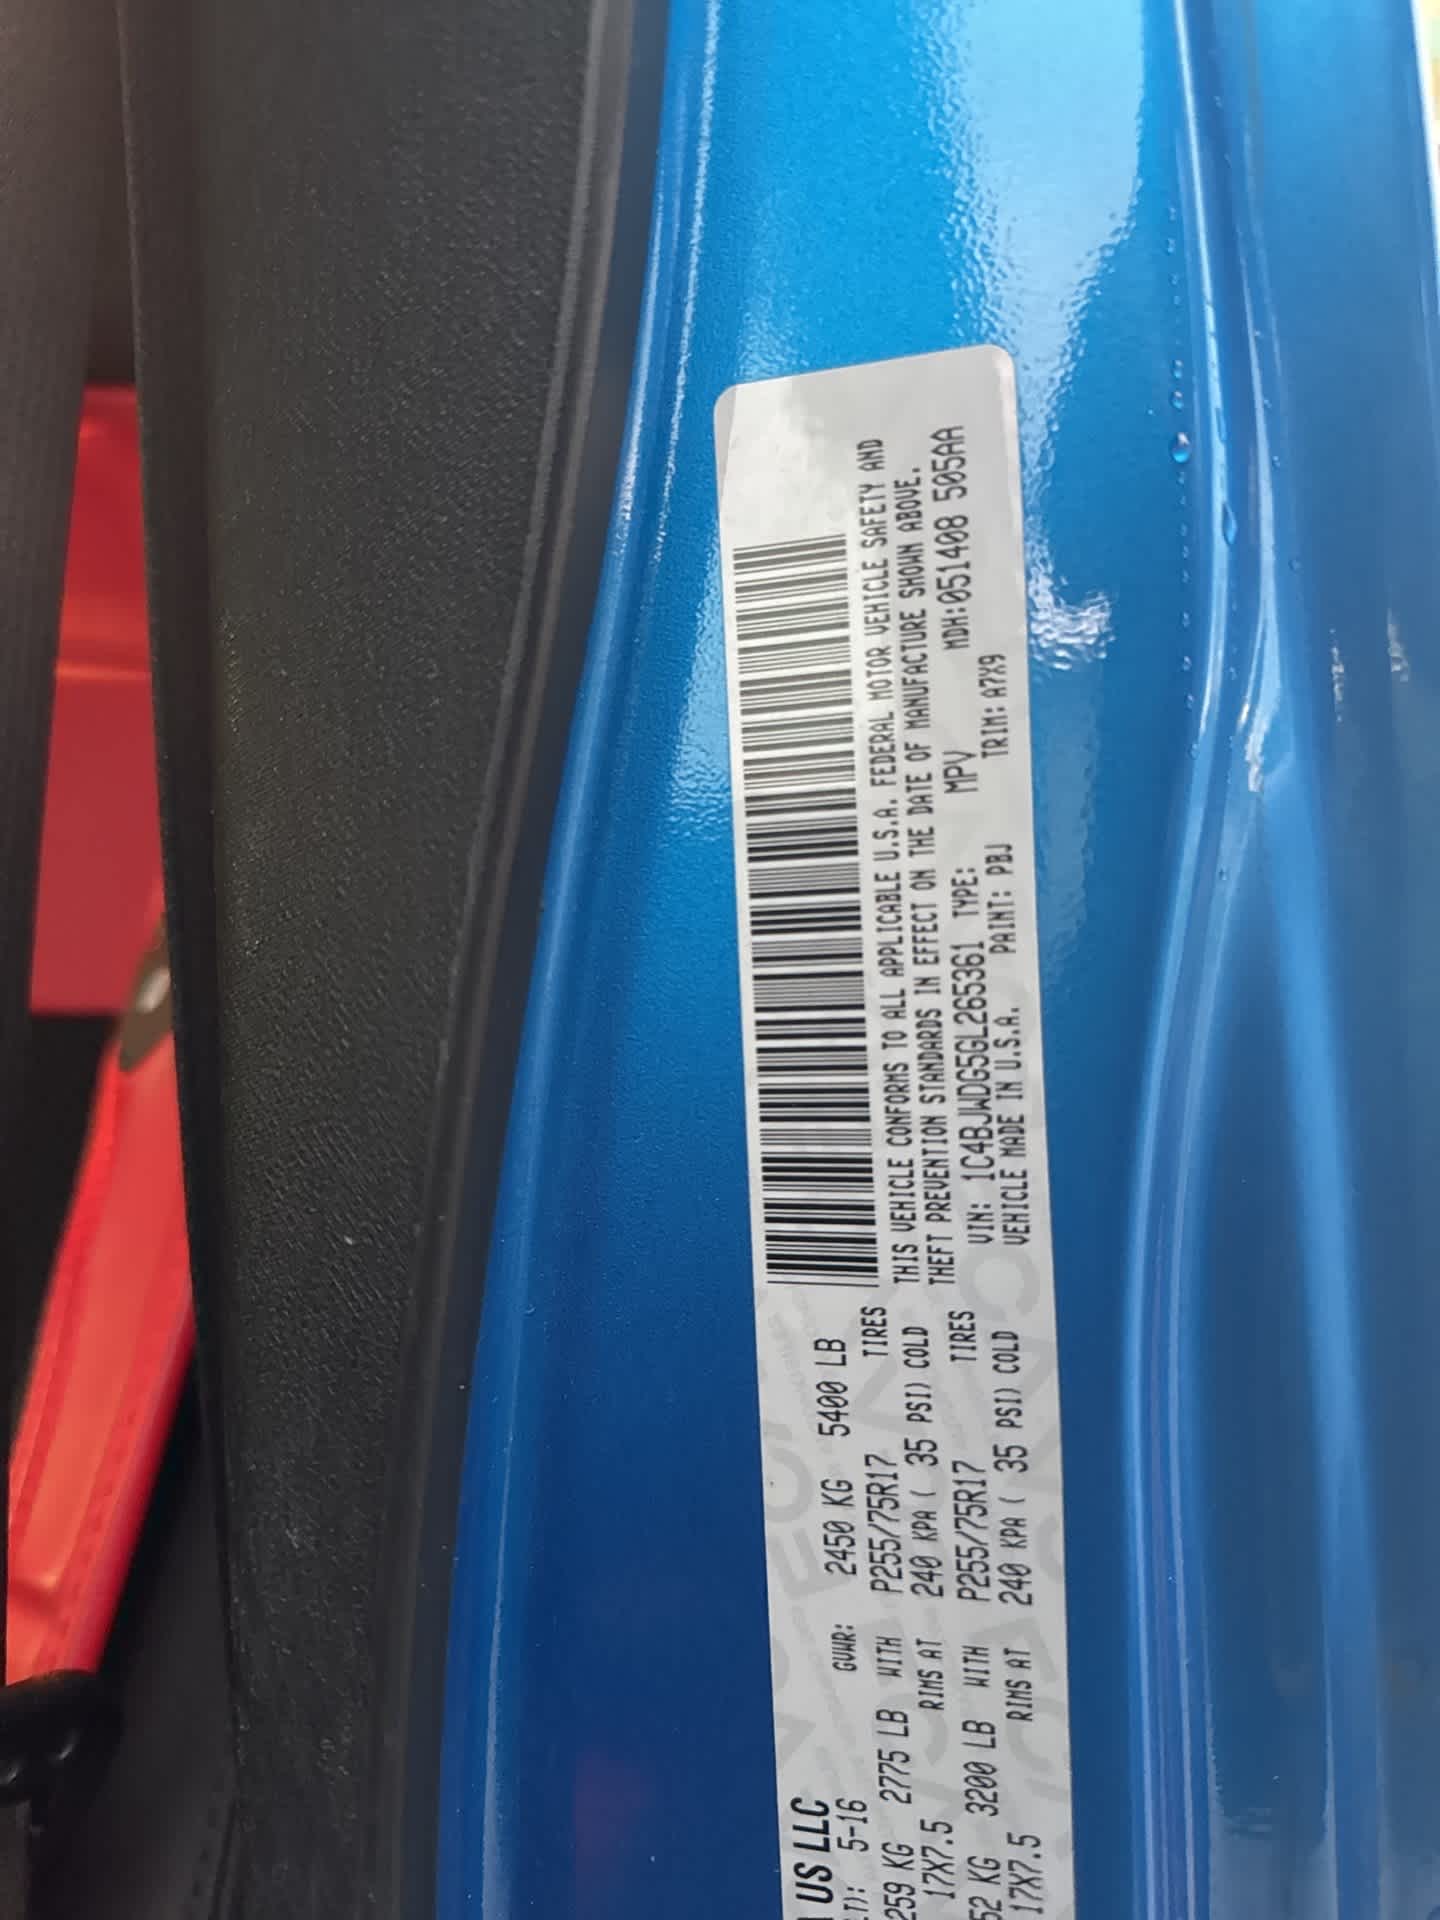 US LLC
5-16 GVWR: 2450 KG 5400 LB
259 KG 2775 LB WITH P255/75R17 TIRES
17X7.5 RIMS AT 240 KPA ( 35 PSI) COLD
52 KG 3200 LB WITH P255/75R17 TIRES
17X7.5 RIMS AT 240 KPA ( 35 PSI) COLD
THIS VEHICLE CONFORMS TO ALL APPLICABLE U.S.A. FEDERAL MOTOR VEHICLE SAFETY AND
THEFT PREVENTION STANDARDS IN EFFECT ON THE DATE OF MANUFACTURE SHOWN ABOVE.
VIN: 1C4BJWDG5GL265361 TYPE: MPV MDH:051408 505AA
VEHICLE MADE IN U.S.A. PAINT: PBJ TRIM: A7X9